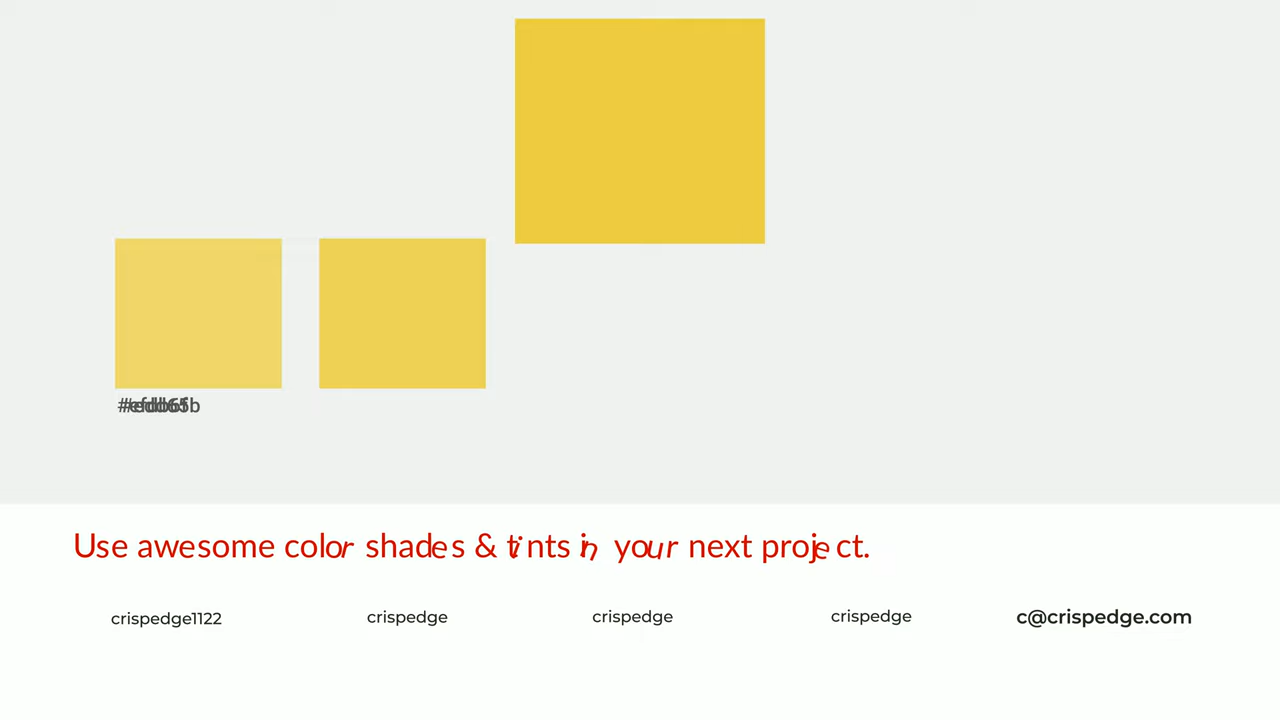 Use awesome color shades & tints in your next project.
crispedge1122 crispedge crispedge crispedge c@crispedge.com